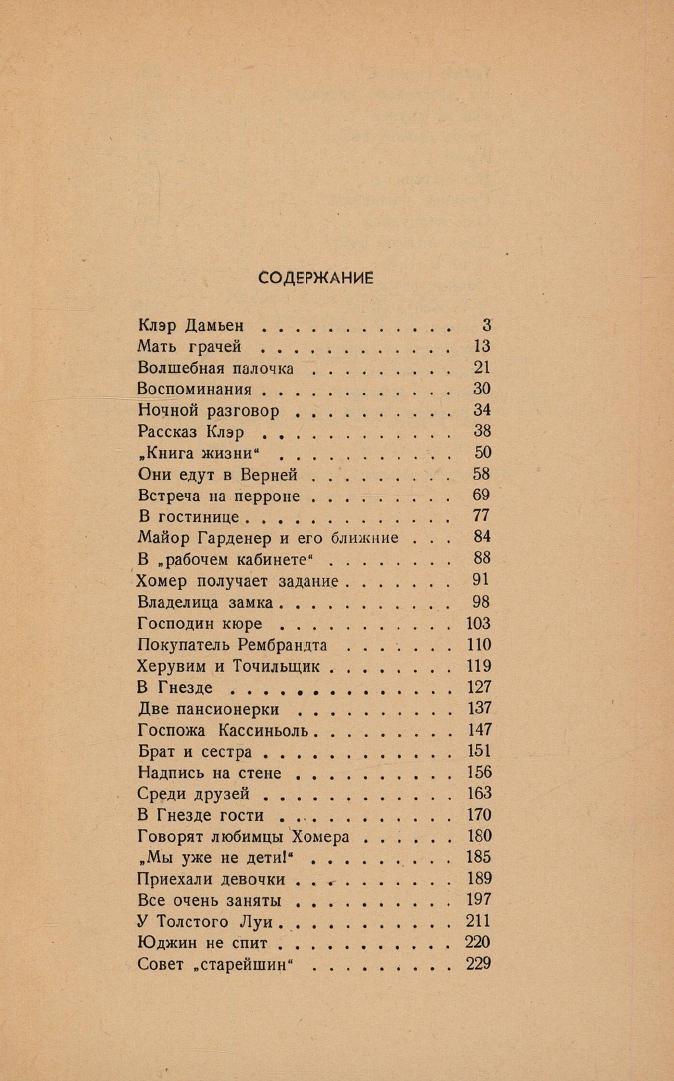 СОДЕРЖАНИЕ
Клэр Дамьен . . . . . . . . . . . . 3
Мать грачей . . . . . . . . . . . . 13
Волшебная палочка . . . . . . . . . 21
Воспоминания . . . . . . . . . . . . 30
Ночной разговор . . . . . . . . . . 34
Рассказ Клэр . . . . . . . . . . . . 38
„Книга жизни“ . . . . . . . . . . . 50
Они едут в Верней . . . . . . . . . 58
Встреча на перроне . . . . . . . . . 69
В гостинице . . . . . . . . . . . . . 77
Майор Гарденер и его ближние . . . 84
В „рабочем кабинете“ . . . . . . . . 88
Хомер получает задание . . . . . . . 91
Владелица замка . . . . . . . . . . . 98
Господин кюре . . . . . . . . . . . 103
Покупатель Рембрандта . . . . . . . 110
Херувим и Точильщик . . . . . . . . 119
В Гнезде . . . . . . . . . . . . . . 127
Две пансионерки . . . . . . . . . . 137
Госпожа Кассиньоль . . . . . . . . . 147
Брат и сестра . . . . . . . . . . . . 151
Надпись на стене . . . . . . . . . . 156
Среди друзей . . . . . . . . . . . . 163
В Гнезде гости . . . . . . . . . . . 170
Говорят любимцы Хомера . . . . . . 180
„Мы уже не дети!“ . . . . . . . . . 185
Приехали девочки . . . . . . . . . . 189
Все очень заняты . . . . . . . . . . 197
У Толстого Луи . . . . . . . . . . . 211
Юджин не спит . . . . . . . . . . . 220
Совет „старейшин“ . . . . . . . . . 229